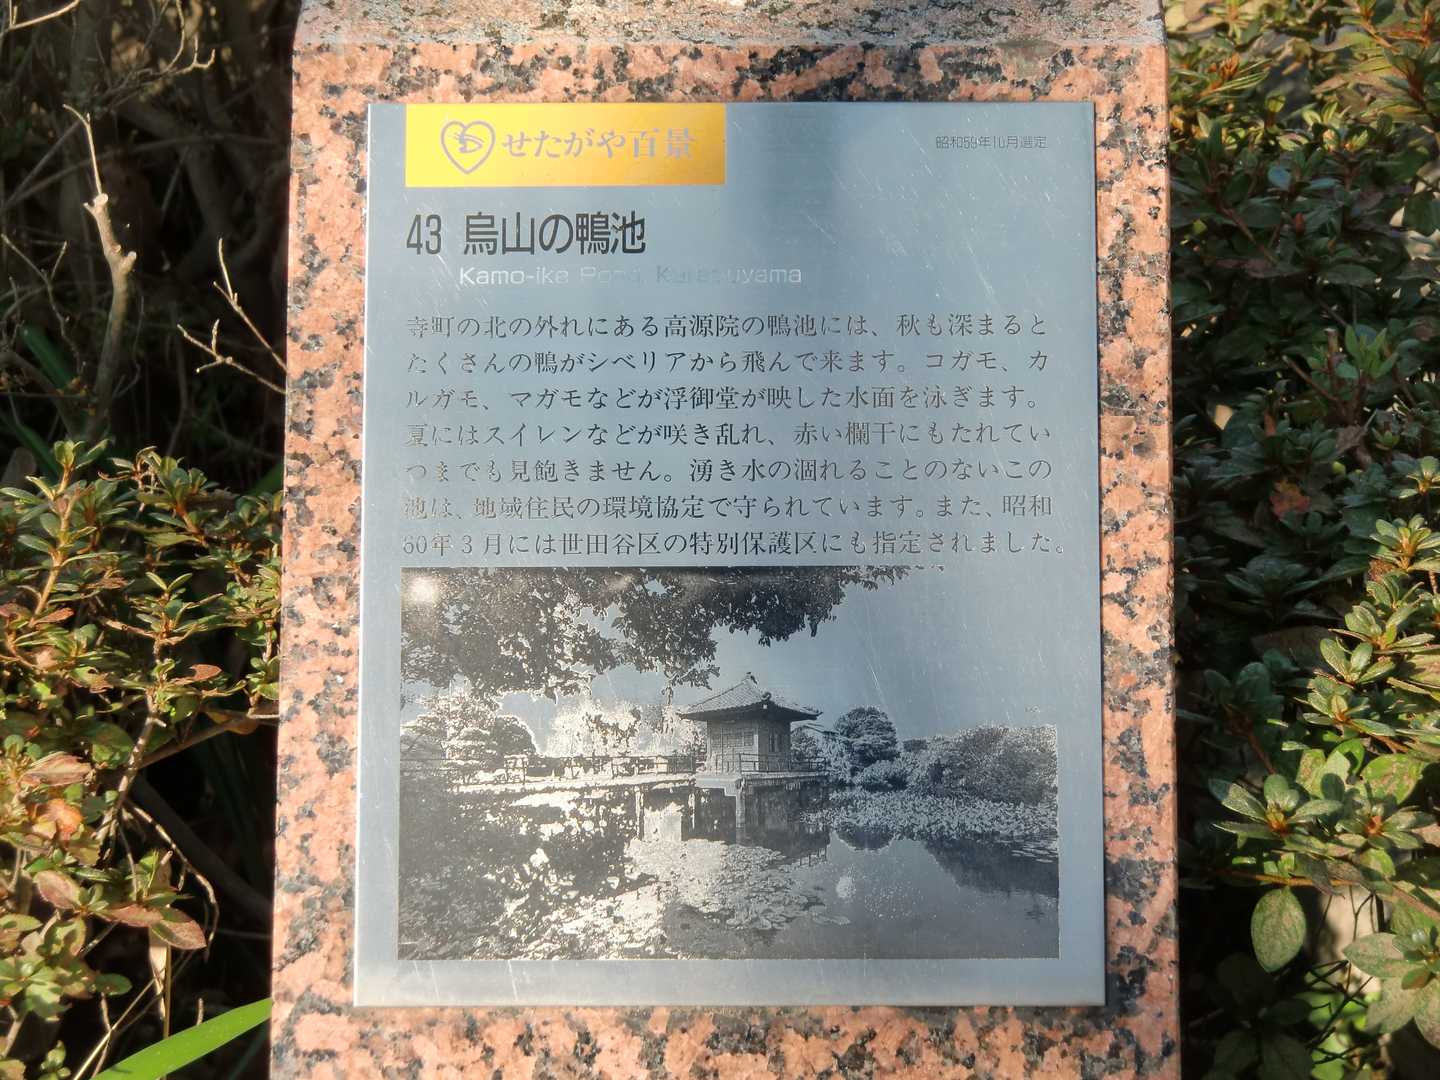 せたがや百景
昭和59年10月選定
43 烏山の鴨池
Kamo-ike Pond, Karasuyama
寺町の北の外れにある高源院の鴨池には、秋も深まると
たくさんの鴨がシベリアから飛んで来ます。コガモ、カ
ルガモ、マガモなどが浮御堂が映した水面を泳ぎます。
夏にはスイレンなどが咲き乱れ、赤い欄干にもたれてい
つまでも見飽きません。湧き水の涸れることのないこの
池は、地域住民の環境協定で守られています。また、昭和
60年3月には世田谷区の特別保護区にも指定されました。